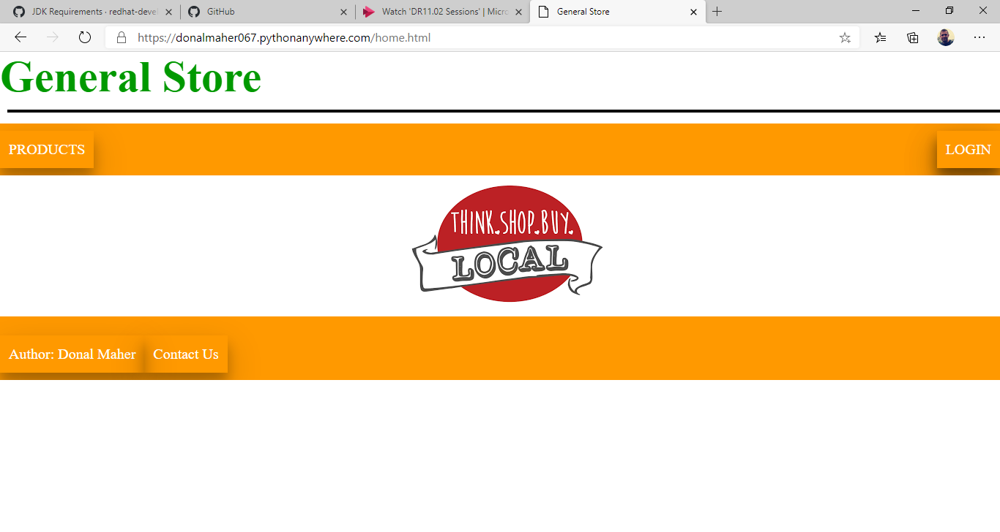 JDK Requirements · redhat-devel
GitHub
Watch 'DR11.02 Sessions' | Micro
General Store
https://donalmaher067.pythonanywhere.com/home.html
General Store
PRODUCTS
LOGIN
THINK.SHOP.BUY.
LOCAL
Author: Donal Maher
Contact Us